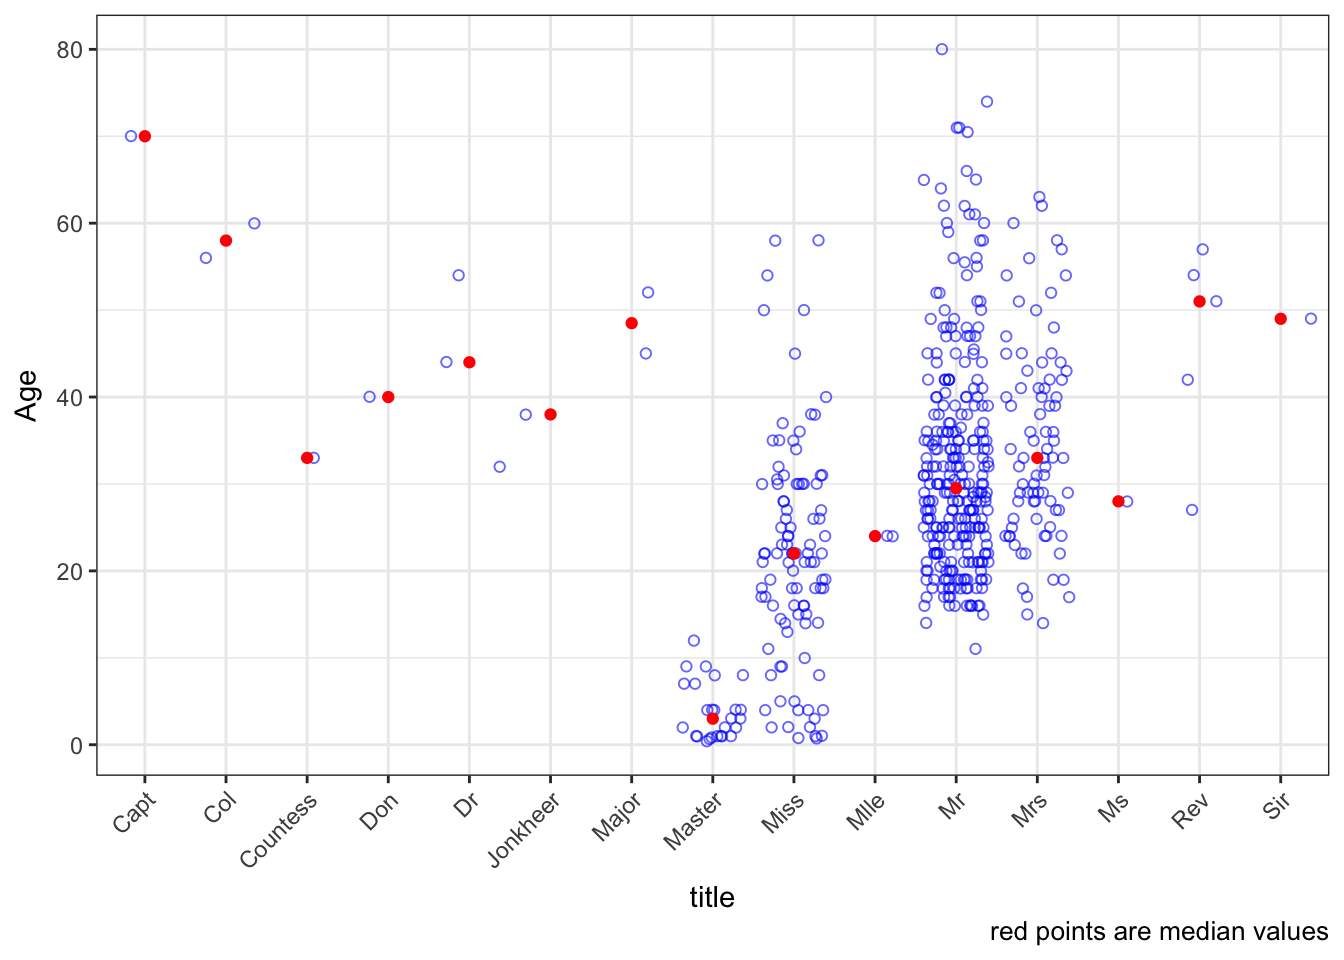 80
60
40
20
0
Age
Capt
Col
Countess
Don
Dr
Jonkheer
Major
Master
Miss
Mlle
Mr
Mrs
Ms
Rev
Sir
title
red points are median values